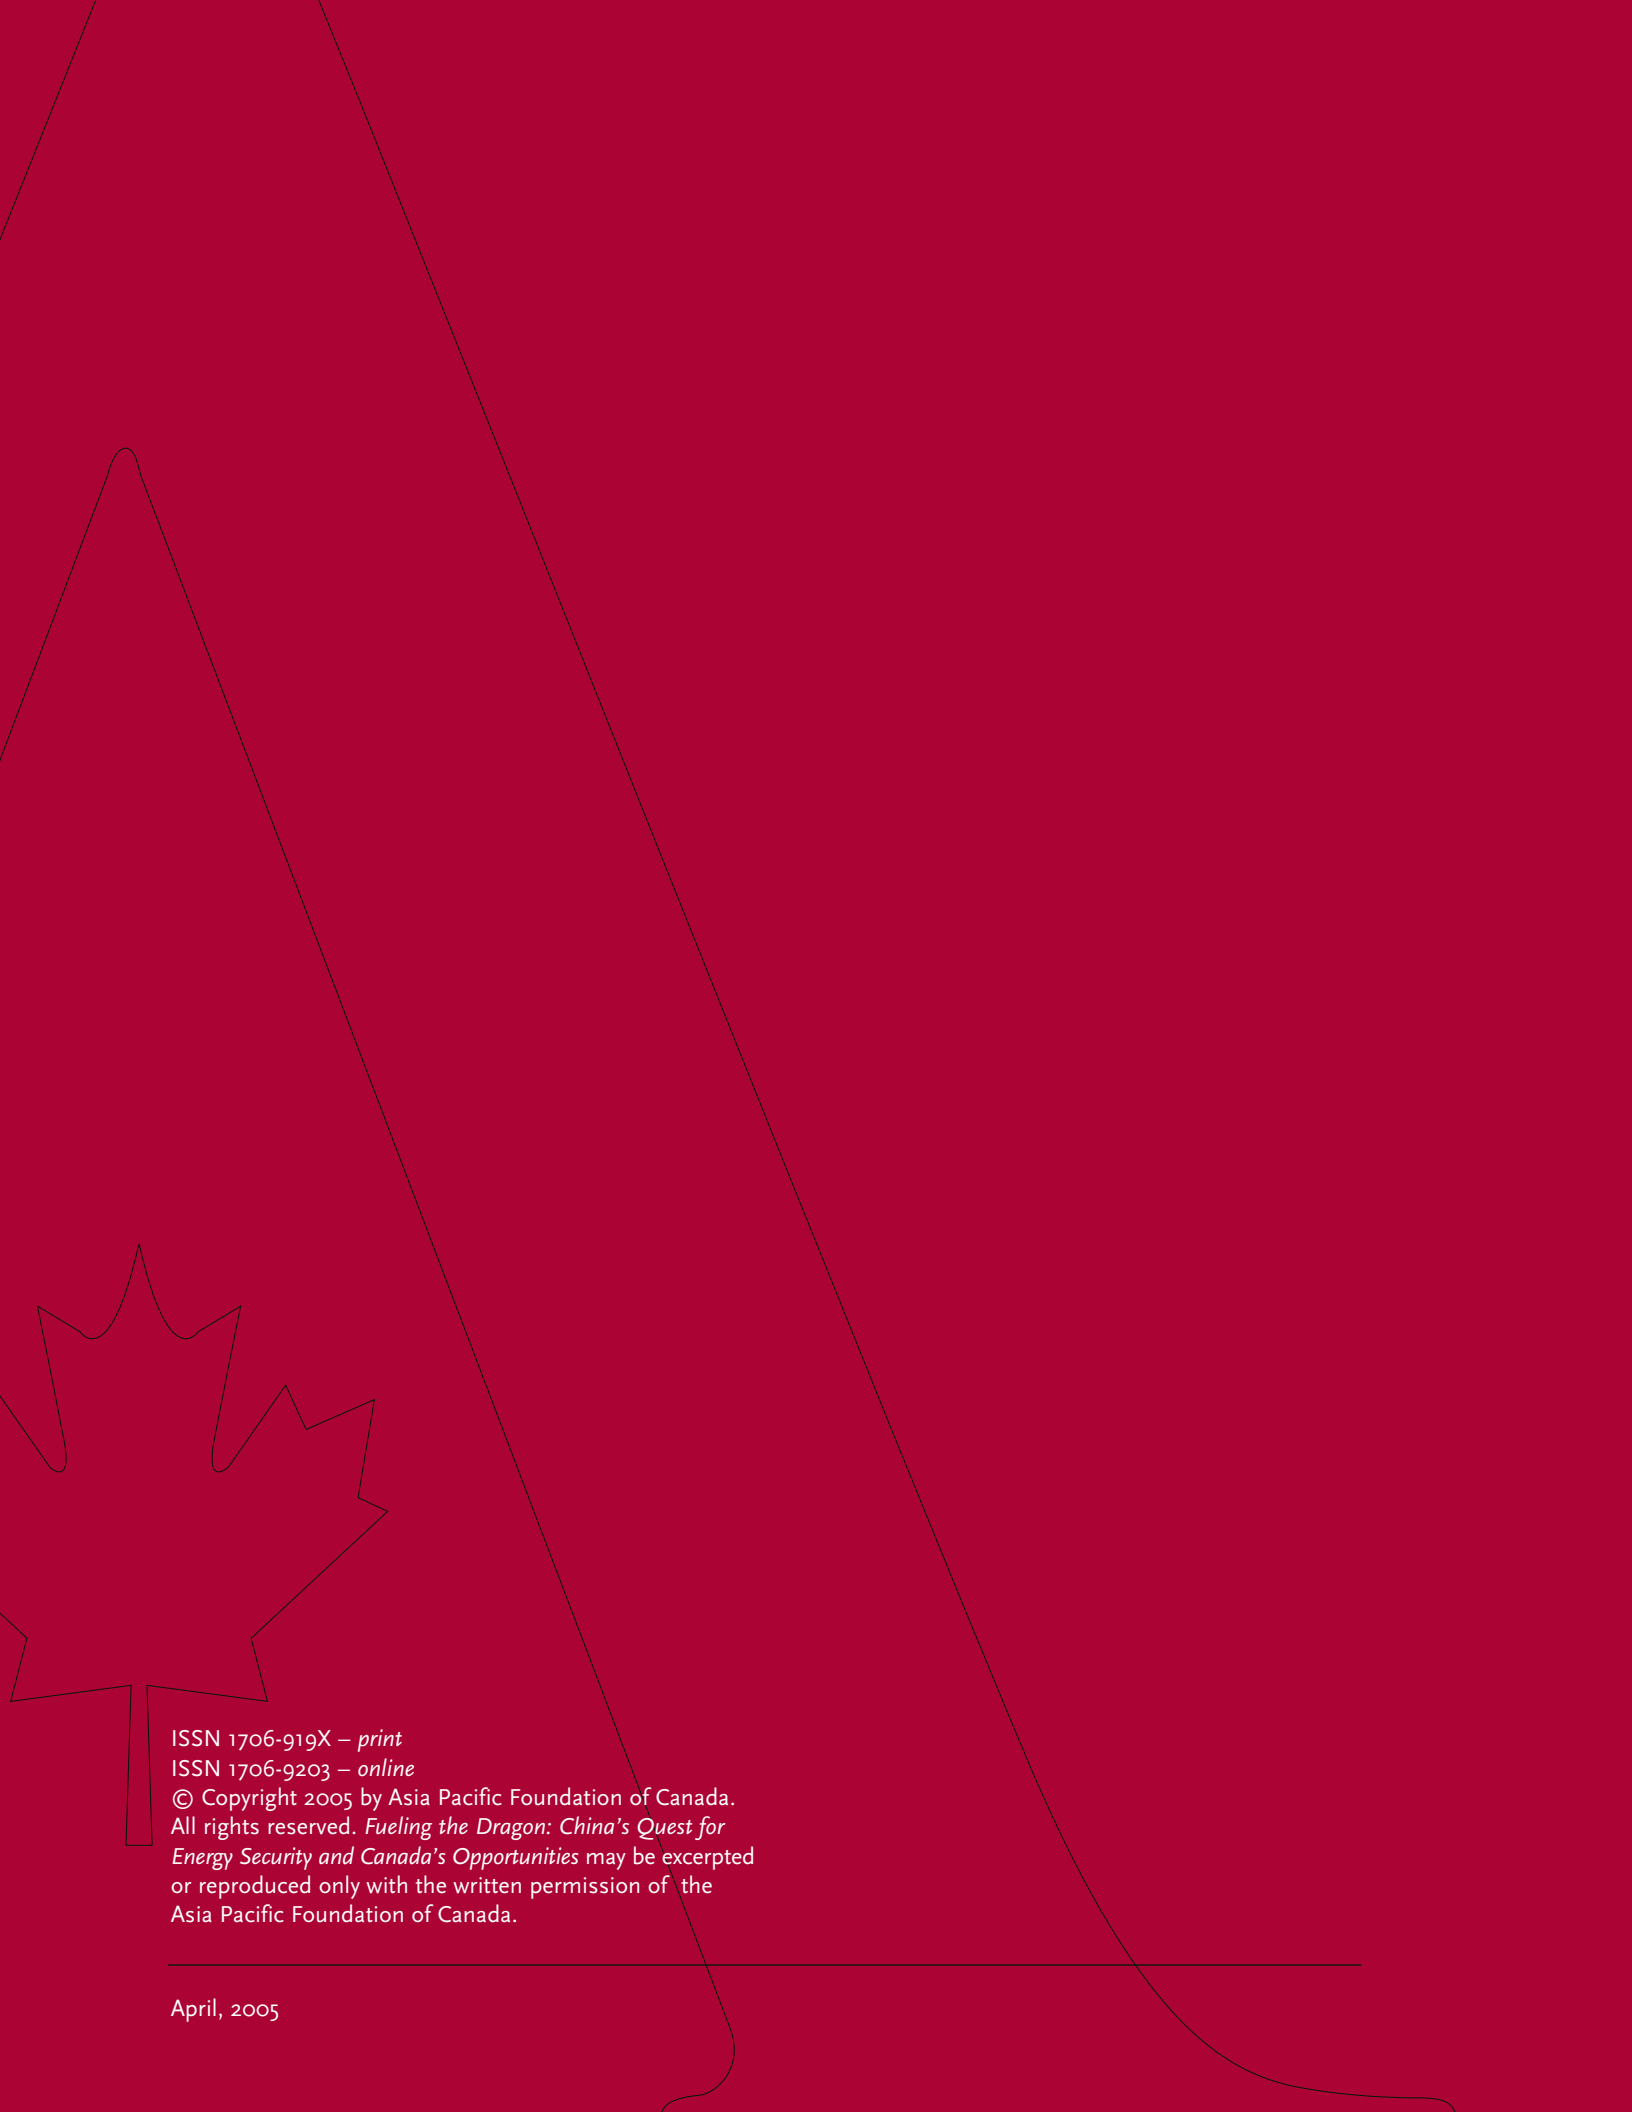 ISSN 1706-919X – print
ISSN 1706-9203 – online
© Copyright 2005 by Asia Pacific Foundation of Canada.
All rights reserved. Fueling the Dragon: China's Quest for
Energy Security and Canada's Opportunities may be excerpted
or reproduced only with the written permission of the
Asia Pacific Foundation of Canada.
April, 2005